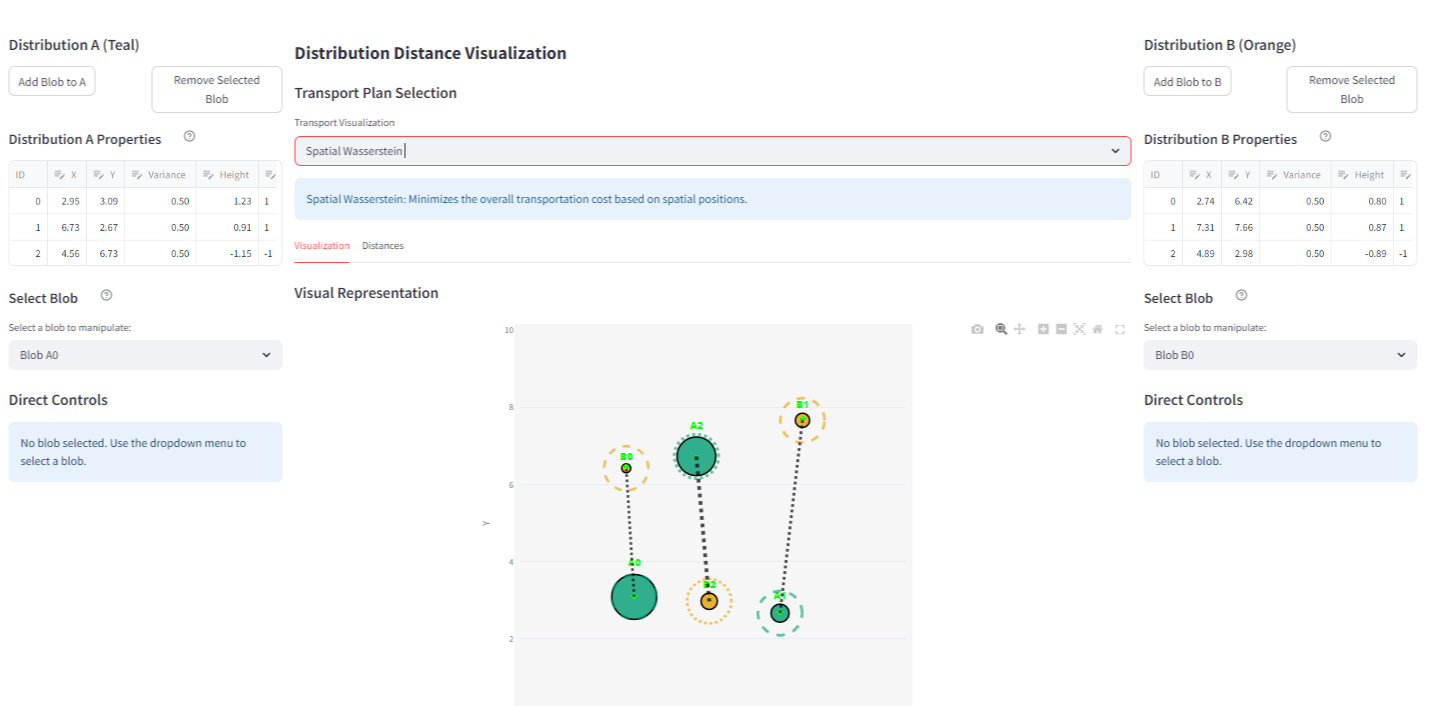 Distribution A (Teal)
Add Blob to A
Remove Selected
Blob
Distribution A Properties
ID X Y Variance Height
0 2.95 3.09 0.50 1.23 1
1 6.73 2.67 0.50 0.91 1
2 4.56 6.73 0.50 -1.15 -1
Select Blob
Select a blob to manipulate:
Blob A0
Direct Controls
No blob selected. Use the dropdown menu to
select a blob.
Distribution Distance Visualization
Transport Plan Selection
Transport Visualization
Spatial Wasserstein
Spatial Wasserstein: Minimizes the overall transportation cost based on spatial positions.
Visualization Distances
Visual Representation
10
8
6
4
2
Y
B1
A2
B0
A0
B2
A1
Distribution B (Orange)
Add Blob to B
Remove Selected
Blob
Distribution B Properties
ID X Y Variance Height
0 2.74 6.42 0.50 0.80 1
1 7.31 7.66 0.50 0.87 1
2 4.89 2.98 0.50 -0.89 -1
Select Blob
Select a blob to manipulate:
Blob B0
Direct Controls
No blob selected. Use the dropdown menu to
select a blob.